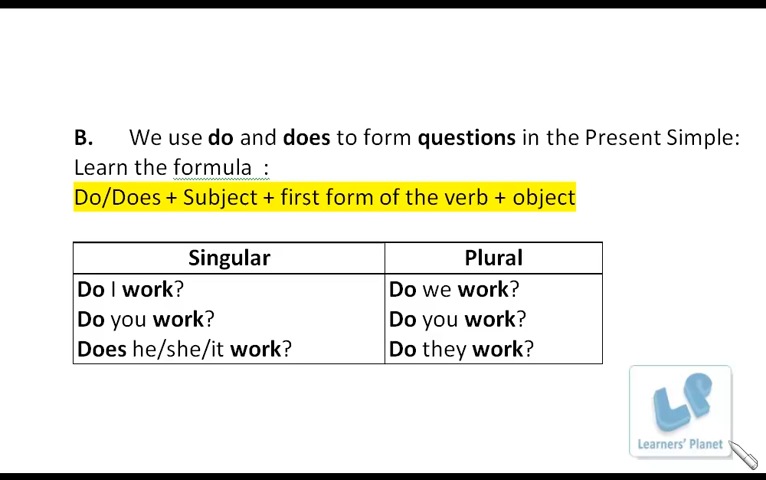 B. We use do and does to form questions in the Present Simple:
Learn the formula :
Do/Does + Subject + first form of the verb + object
Singular Plural
Do I work? Do we work?
Do you work? Do you work?
Does he/she/it work? Do they work?
LP
Learners' Planet